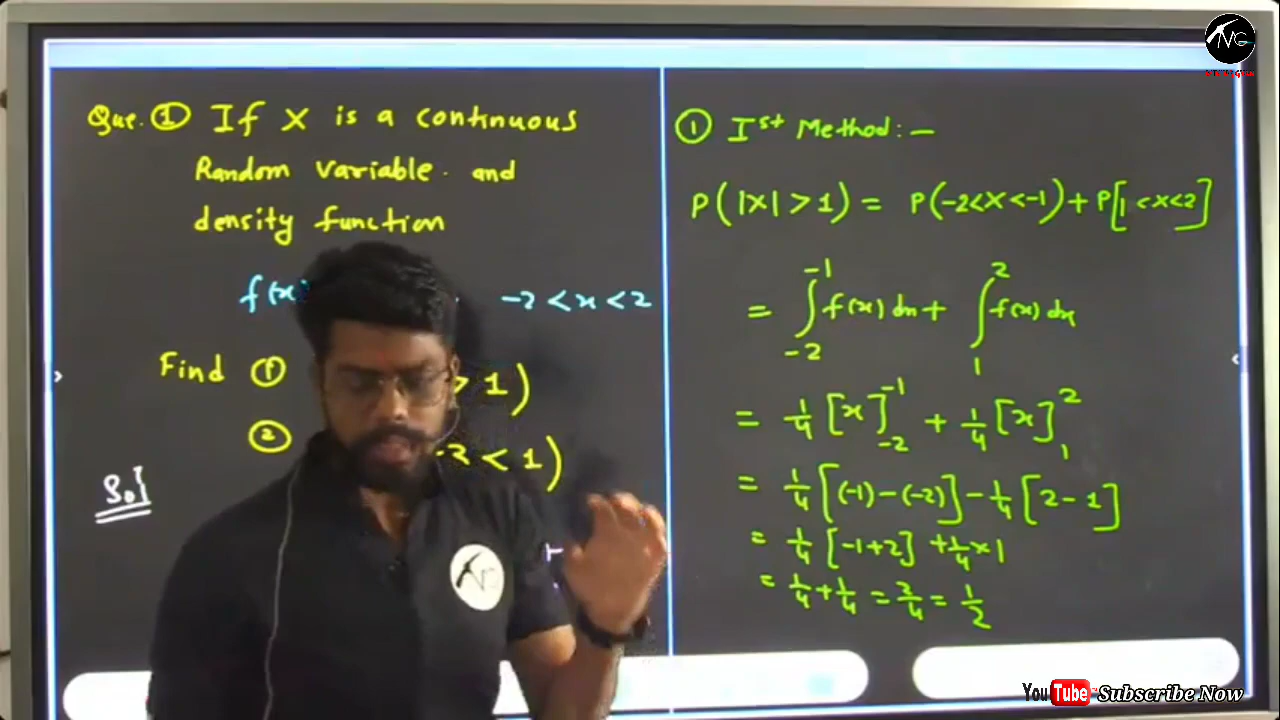 Que. ① If X is a continuous
Random variable. and
density function
f(x) -2 < x < 2
Find ① > 1)
② < 1)
Sol
① Ist Method:-
P(|X| > 1) = P(-2<X<-1) + P[1<x<2]
= ∫_{-2}^{-1} f(x) dx + ∫_{1}^{2} f(x) dx
= 1/4 [x]_{-2}^{-1} + 1/4 [x]_{1}^{2}
= 1/4 [(-1) - (-2)] - 1/4 [2 - 1]
= 1/4 [-1+2] + 1/4 × 1
= 1/4 + 1/4 = 2/4 = 1/2
TVG
TVG
YouTube Subscribe Now